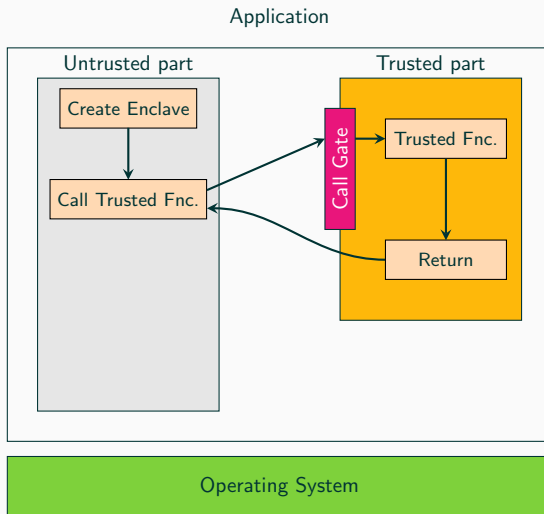 Application
Untrusted part
Trusted part
Create Enclave
Call Trusted Fnc.
Call Gate
Trusted Fnc.
Return
Operating System